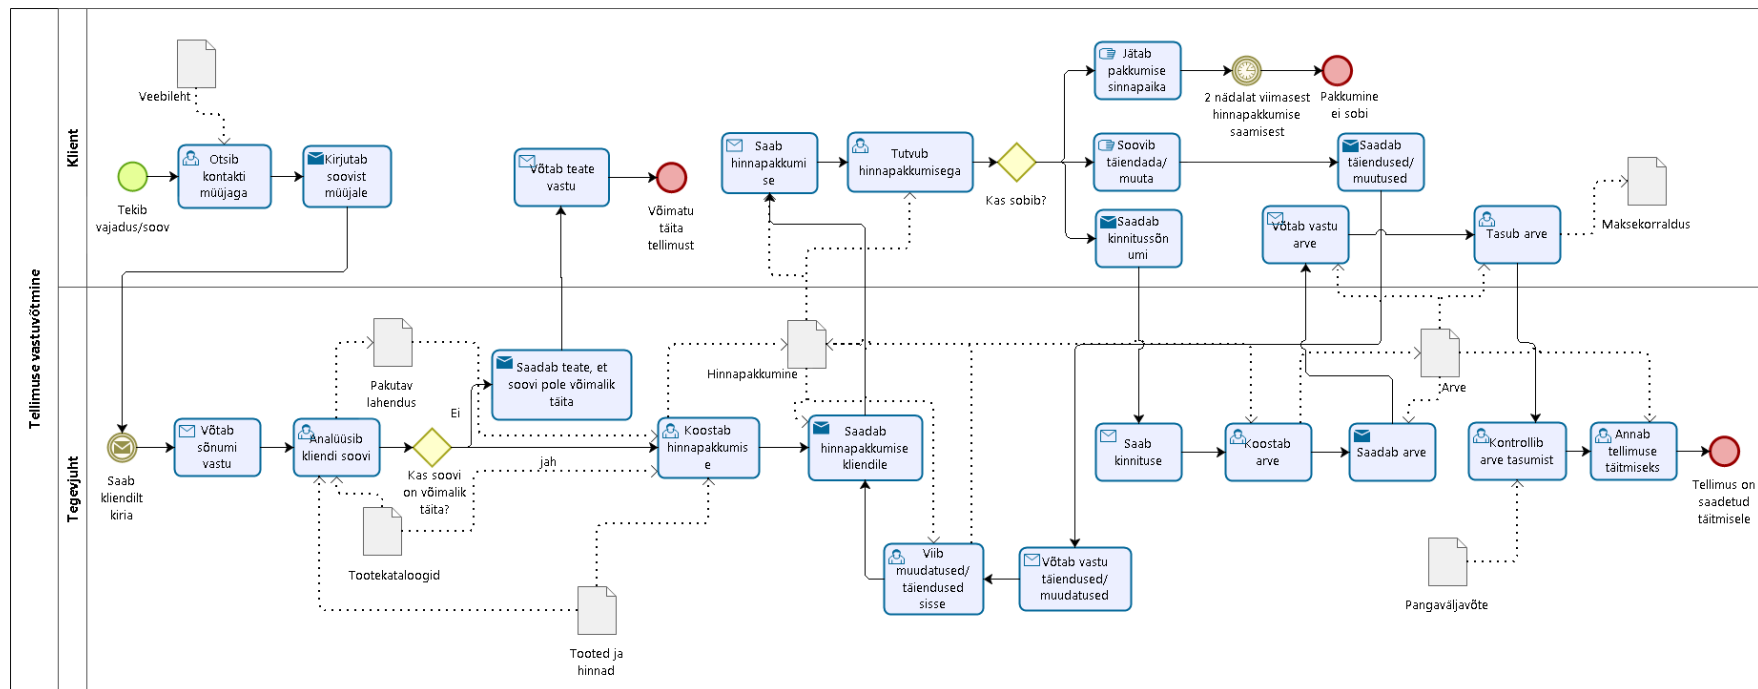 Tellimuse vastuvõtmine
Klient
Veebileht
Tekib
vajadus/soov
Otsib
kontakti
müüjaga
Kirjutab
soovist
müüjale
Võtab teate
vastu
Võimatu
täita
tellimust
Saab
hinnapakkumi
se
Tutvub
hinnapakkumisega
Kas sobib?
Jätab
pakkumise
sinnapaika
2 nädalat viimasest
hinnapakkumise
saamisest
Pakkumine
ei sobi
Soovib
täiendada/
muuta
Saadab
täiendused/
muutused
Saadab
kinnitussõn
umi
Võtab vastu
arve
Tasub arve
Maksekorraldus
Tegevjuht
Saab
kliendilt
kiria
Võtab
sõnumi
vastu
Analüüsib
kliendi soovi
Pakutav
lahendus
Kas soovi
on võimalik
täita?
Ei
jah
Saadab teate, et
soovi pole võimalik
täita
Tootekataloogid
Tooted ja
hinnad
Koostab
hinnapakkumis
e
Hinnapakkumine
Saadab
hinnapakkumise
kliendile
Viib
muudatused/
täiendused
sisse
Võtab vastu
täiendused/
muudatused
Saab
kinnituse
Koostab
arve
Saadab arve
Arve
Kontrollib
arve tasumist
Annab
tellimuse
täitmiseks
Tellimus on
saadetud
täitmisele
Pangaväljavõte